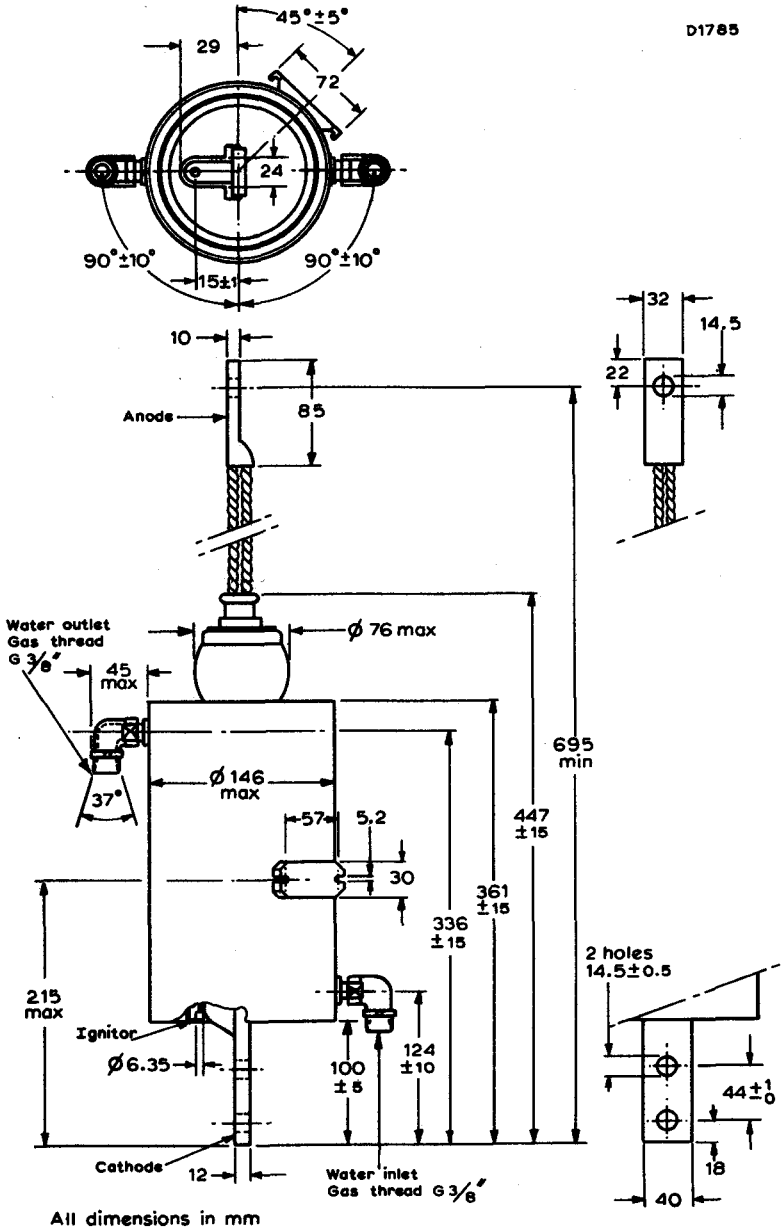 45°±5°
D1785
29
72
24
90°±10°
90°±10°
15±1
10
32
14.5
22
Anode
85
Water outlet
Gas thread
G 3/8"
45
max
Ø 76 max
37°
Ø 146
max
695
min
57
5.2
447
±15
30
361
±15
336
±15
2 holes
14.5±0.5
215
max
Ignitor
Ø6.35
100
±5
124
±10
44 +1 -0
Cathode
12
Water inlet
Gas thread G 3/8"
18
40
All dimensions in mm